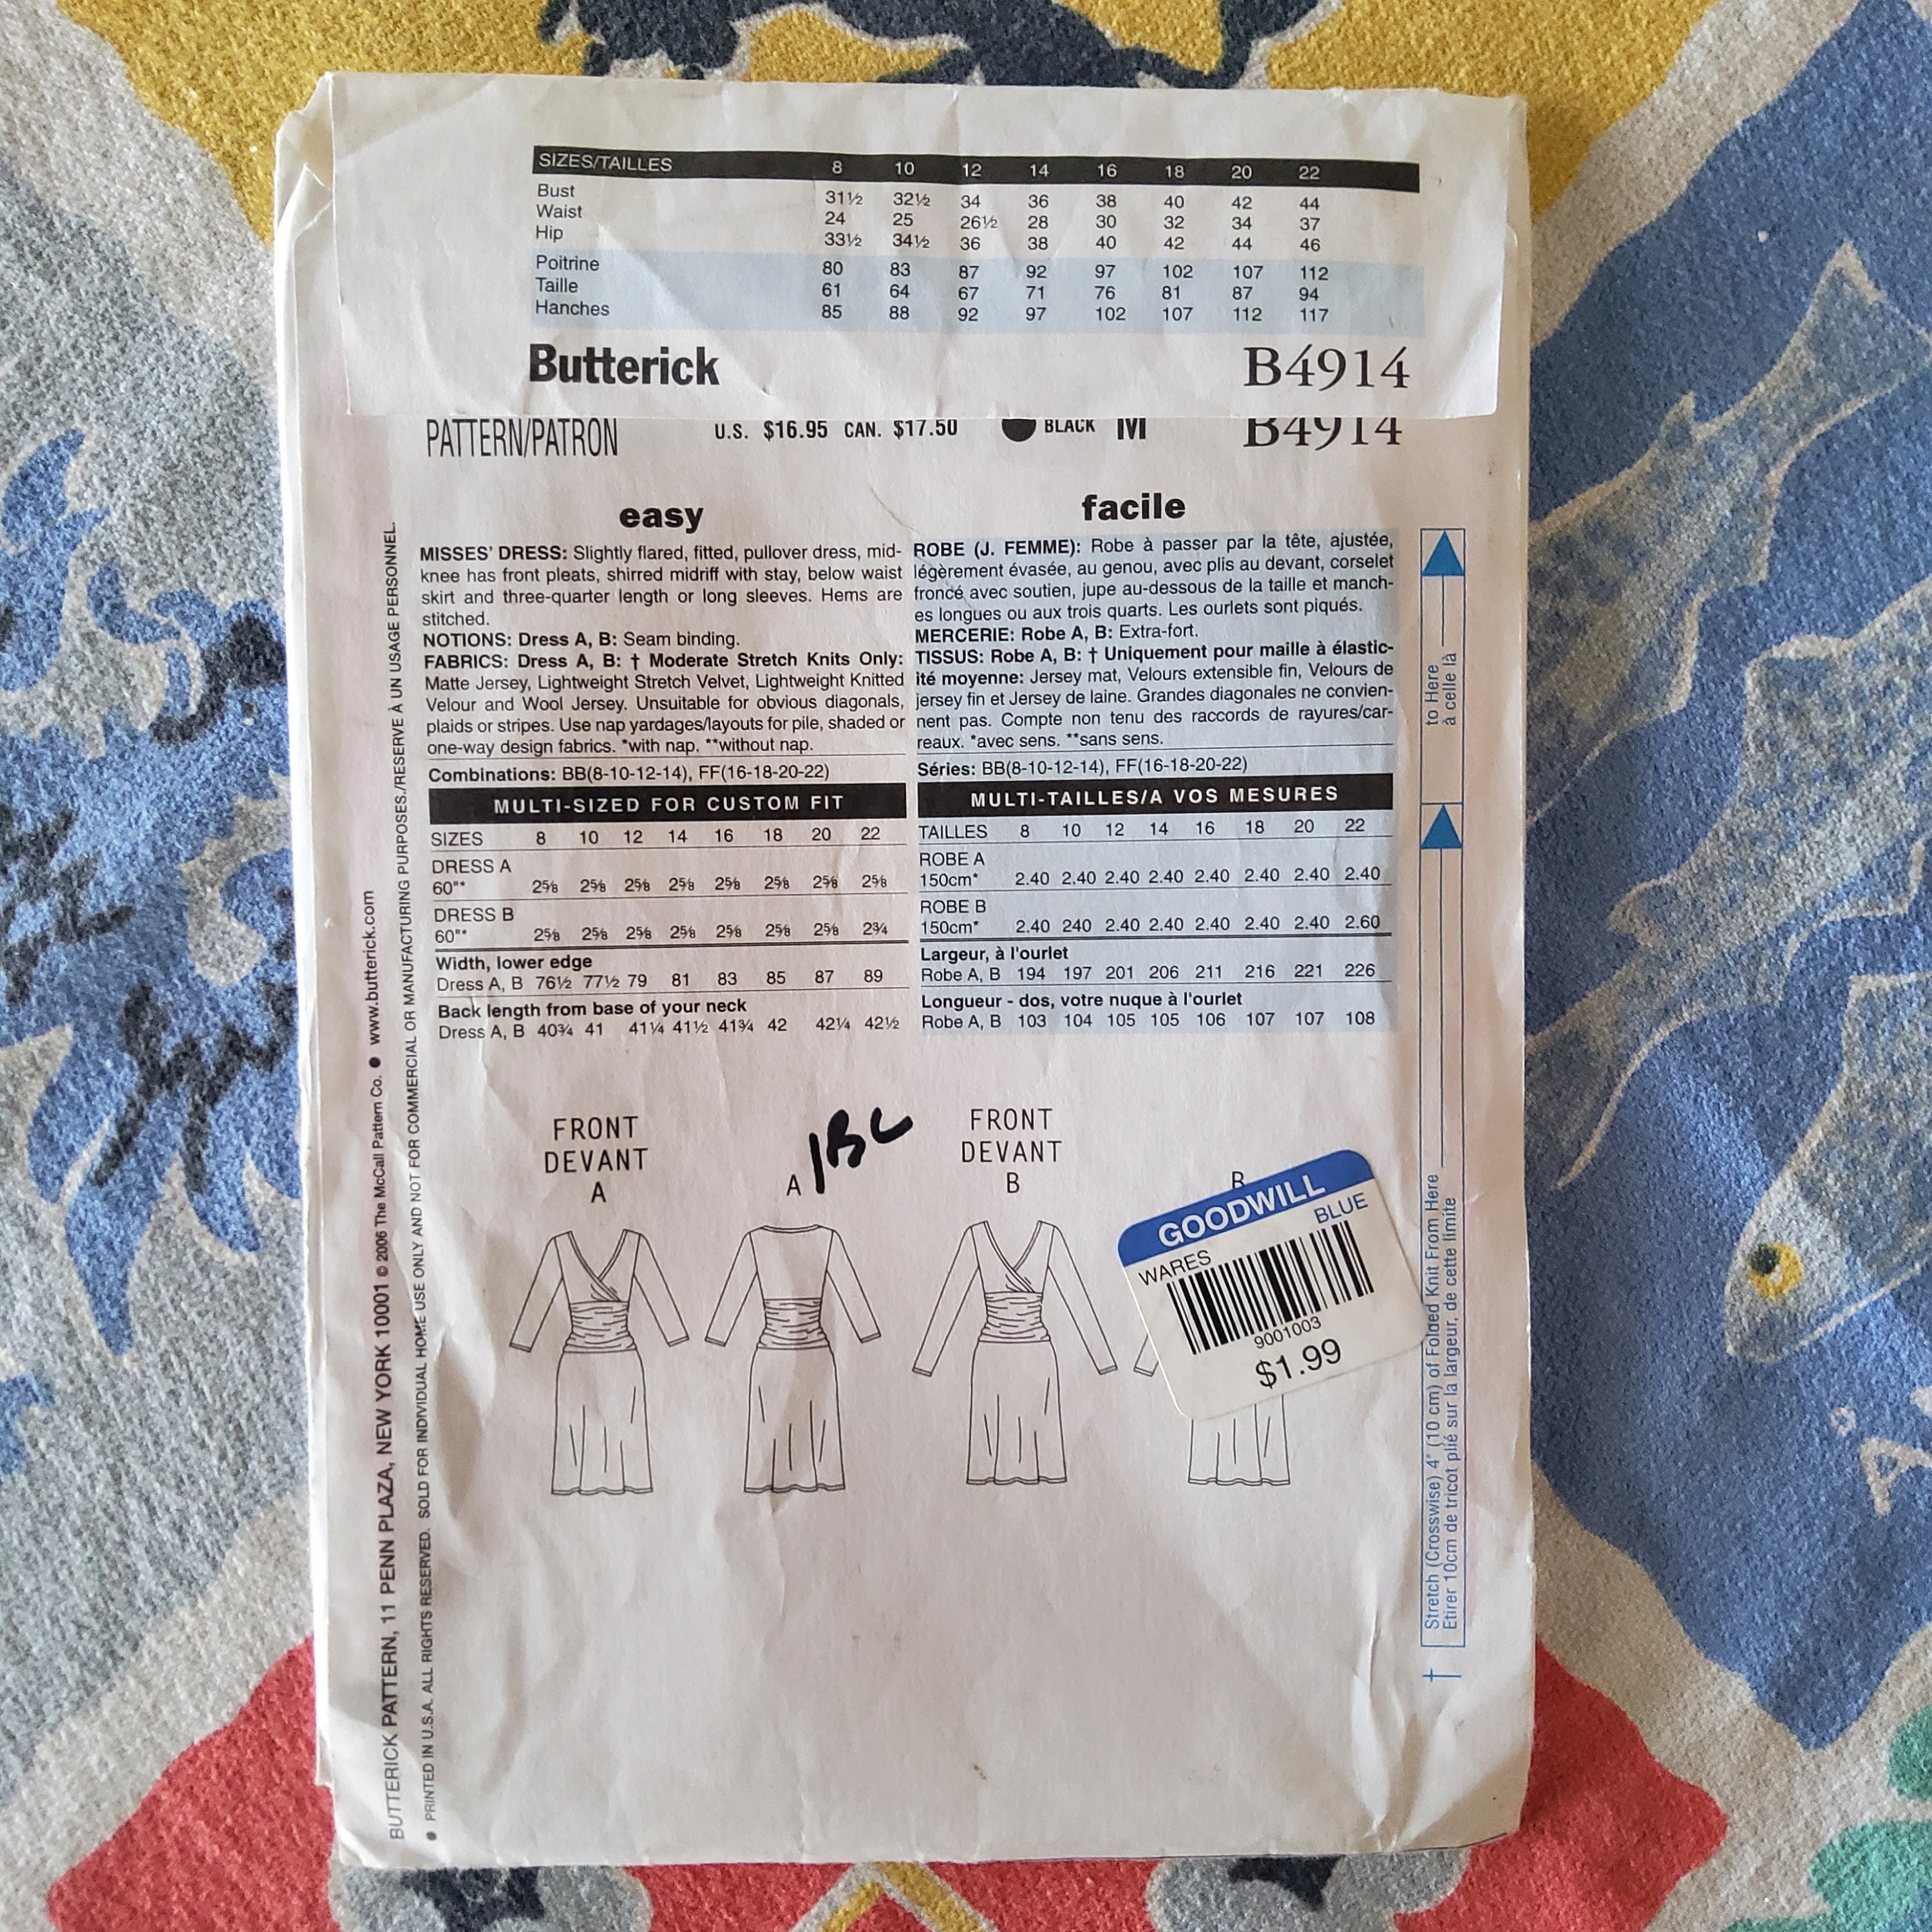 SIZES/TAILLES 8 10 12 14 16 18 20 22
Bust 31½ 32½ 34 36 38 40 42 44
Waist 24 25 26½ 28 30 32 34 37
Hip 33½ 34½ 36 38 40 42 44 46
Poitrine 80 83 87 92 97 102 107 112
Taille 61 64 67 71 76 81 87 94
Hanches 85 88 92 97 102 107 112 117
Butterick B4914
PATTERN/PATRON U.S. $16.95 CAN. $17.50 BLACK M B4914
easy
MISSES' DRESS: Slightly flared, fitted, pullover dress, mid-
knee has front pleats, shirred midriff with stay, below waist
skirt and three-quarter length or long sleeves. Hems are
stitched.
NOTIONS: Dress A, B: Seam binding.
FABRICS: Dress A, B: † Moderate Stretch Knits Only:
Matte Jersey, Lightweight Stretch Velvet, Lightweight Knitted
Velour and Wool Jersey. Unsuitable for obvious diagonals,
plaids or stripes. Use nap yardages/layouts for pile, shaded or
one-way design fabrics. *with nap. **without nap.
Combinations: BB(8-10-12-14), FF(16-18-20-22)
MULTI-SIZED FOR CUSTOM FIT
SIZES 8 10 12 14 16 18 20 22
DRESS A
60"* 2⅝ 2⅝ 2⅝ 2⅝ 2⅝ 2⅝ 2⅝ 2⅝
DRESS B
60"* 2⅝ 2⅝ 2⅝ 2⅝ 2⅝ 2⅝ 2⅝ 2¾
Width, lower edge
Dress A, B 76½ 77½ 79 81 83 85 87 89
Back length from base of your neck
Dress A, B 40¾ 41 41¼ 41½ 41¾ 42 42¼ 42½
facile
ROBE (J. FEMME): Robe à passer par la tête, ajustée,
légèrement évasée, au genou, avec plis au devant, corselet
froncé avec soutien, jupe au-dessous de la taille et manch-
es longues ou aux trois quarts. Les ourlets sont piqués.
MERCERIE: Robe A, B: Extra-fort.
TISSUS: Robe A, B: † Uniquement pour maille à élastic-
ité moyenne: Jersey mat, Velours extensible fin, Velours de
jersey fin et Jersey de laine. Grandes diagonales ne convien-
nent pas. Compte non tenu des raccords de rayures/car-
reaux. *avec sens. **sans sens.
Séries: BB(8-10-12-14), FF(16-18-20-22)
MULTI-TAILLES/A VOS MESURES
TAILLES 8 10 12 14 16 18 20 22
ROBE A
150cm* 2.40 2.40 2.40 2.40 2.40 2.40 2.40 2.40
ROBE B
150cm* 2.40 240 2.40 2.40 2.40 2.40 2.40 2.60
Largeur, à l'ourlet
Robe A, B 194 197 201 206 211 216 221 226
Longueur - dos, votre nuque à l'ourlet
Robe A, B 103 104 105 105 106 107 107 108
FRONT
DEVANT
A
A
FRONT
DEVANT
B
B
GOODWILL
BLUE
WARES
9001003
$1.99
BUTTERICK PATTERN, 11 PENN PLAZA, NEW YORK 10001 © 2006 The McCall Pattern Co. ● www.butterick.com
● PRINTED IN U.S.A. ALL RIGHTS RESERVED. SOLD FOR INDIVIDUAL HOME USE ONLY AND NOT FOR COMMERCIAL OR MANUFACTURING PURPOSES./RESERVE À UN USAGE PERSONNEL.
† Stretch (Crosswise) 4" (10 cm) of Folded Knit From Here to Here
Etirer 10cm de tricot plié sur la largeur, de cette limite à celle là